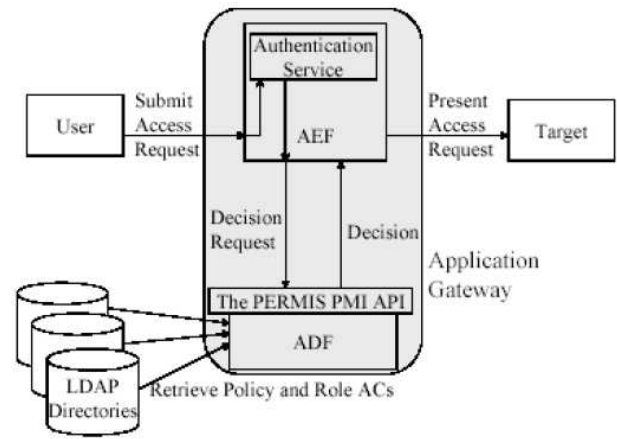 Authentication
Service
User
Submit
Access
Request
AEF
Present
Access
Request
Target
Decision
Request
Decision
Application
Gateway
The PERMIS PMI API
ADF
LDAP
Directories
Retrieve Policy and Role ACs